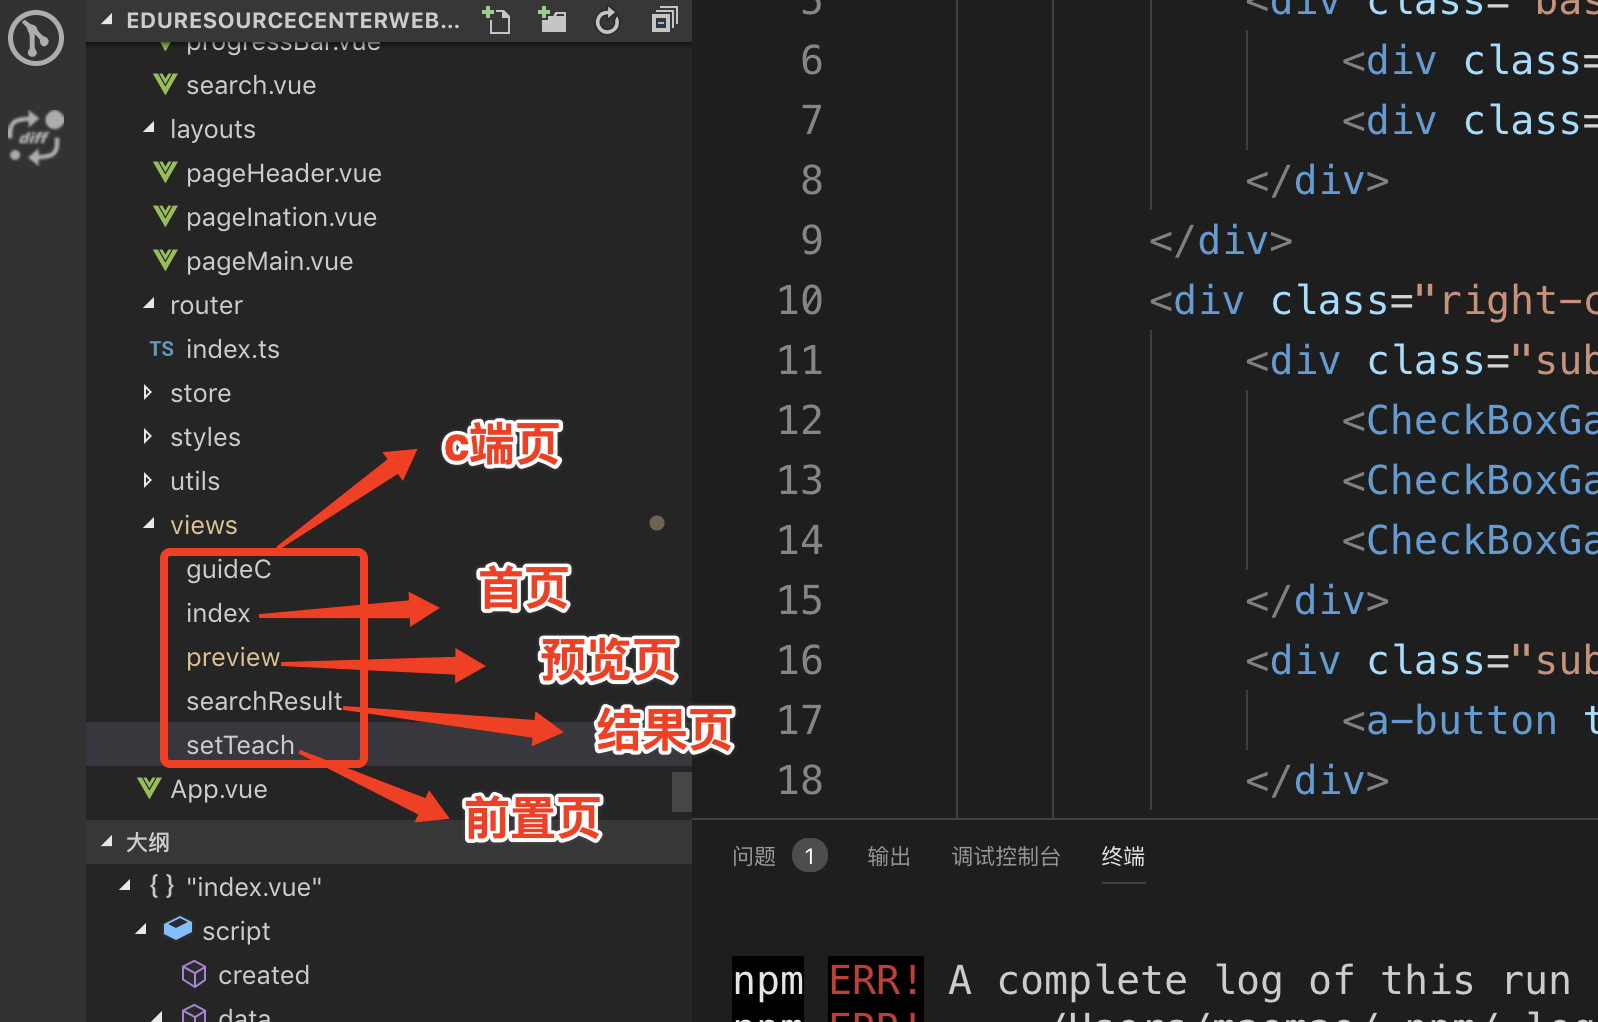 EDURESOURCECENTERWEB...
progressBar.vue
search.vue
layouts
pageHeader.vue
pageInation.vue
pageMain.vue
router
TS index.ts
store
styles
utils
views
guideC
index
preview
searchResult
setTeach
App.vue
c端页
首页
预览页
结果页
前置页
大纲
{ } "index.vue"
script
created
data
diff
5 <div class="bas
6 <div class=
7 <div class=
8 </div>
9 </div>
10 <div class="right-c
11 <div class="sub
12 <CheckBoxGa
13 <CheckBoxGa
14 <CheckBoxGa
15 </div>
16 <div class="sub
17 <a-button t
18 </div>
问题 1 输出 调试控制台 终端
npm ERR! A complete log of this run
npm ERR!